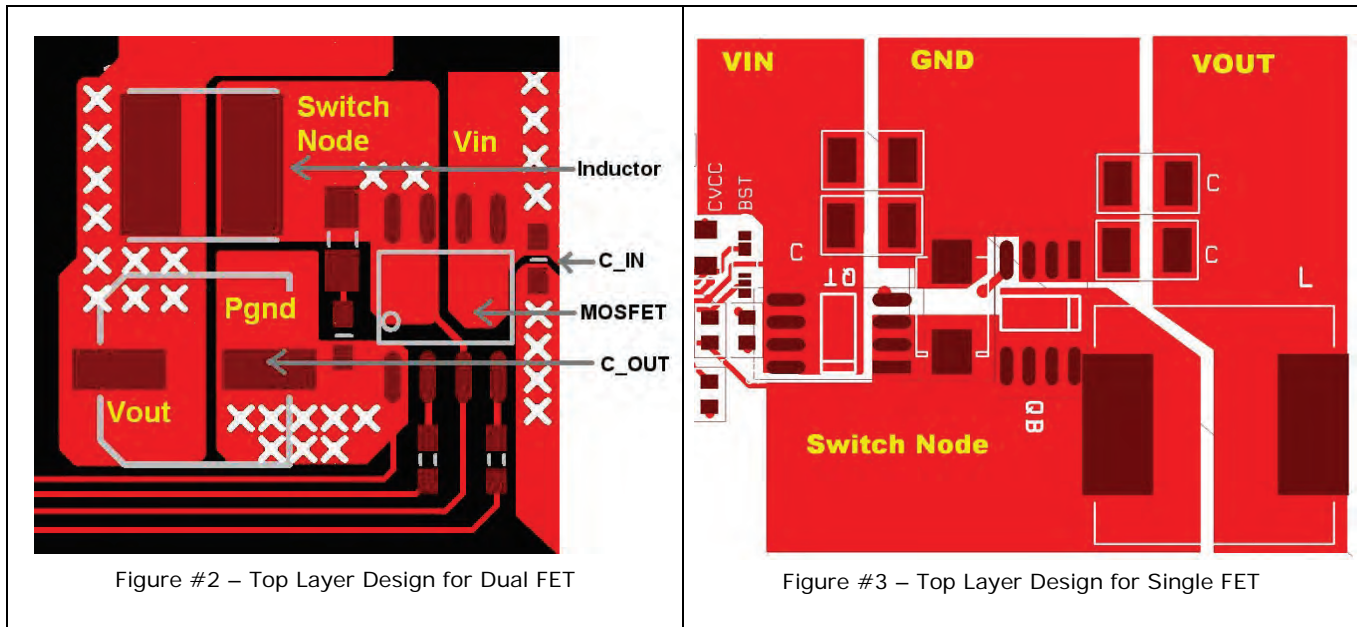 Switch
Node
Vin
Inductor
C_IN
Pgnd
MOSFET
C_OUT
Vout
Figure #2 – Top Layer Design for Dual FET
VIN
GND
VOUT
CVCC
BST
C
C
C
QT
L
QB
Switch Node
Figure #3 – Top Layer Design for Single FET